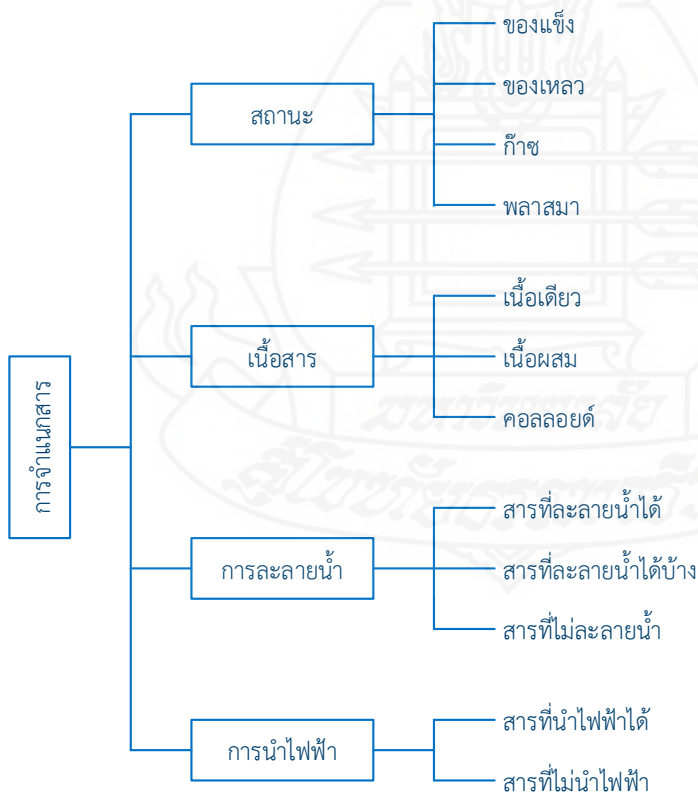 การจำแนกสาร
สถานะ
ของแข็ง
ของเหลว
ก๊าซ
พลาสมา
เนื้อสาร
เนื้อเดียว
เนื้อผสม
คอลลอยด์
การละลายน้ำ
สารที่ละลายน้ำได้
สารที่ละลายน้ำได้บ้าง
สารที่ไม่ละลายน้ำ
การนำไฟฟ้า
สารที่นำไฟฟ้าได้
สารที่ไม่นำไฟฟ้า